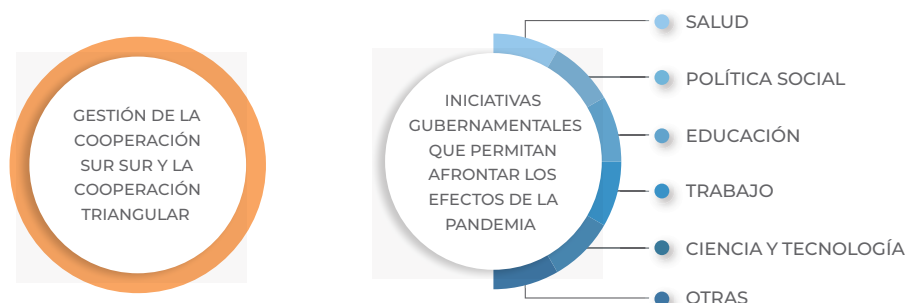 GESTIÓN DE LA
COOPERACIÓN
SUR SUR Y LA
COOPERACIÓN
TRIANGULAR
INICIATIVAS
GUBERNAMENTALES
QUE PERMITAN
AFRONTAR LOS
EFECTOS DE LA
PANDEMIA
SALUD
POLÍTICA SOCIAL
EDUCACIÓN
TRABAJO
CIENCIA Y TECNOLOGÍA
OTRAS